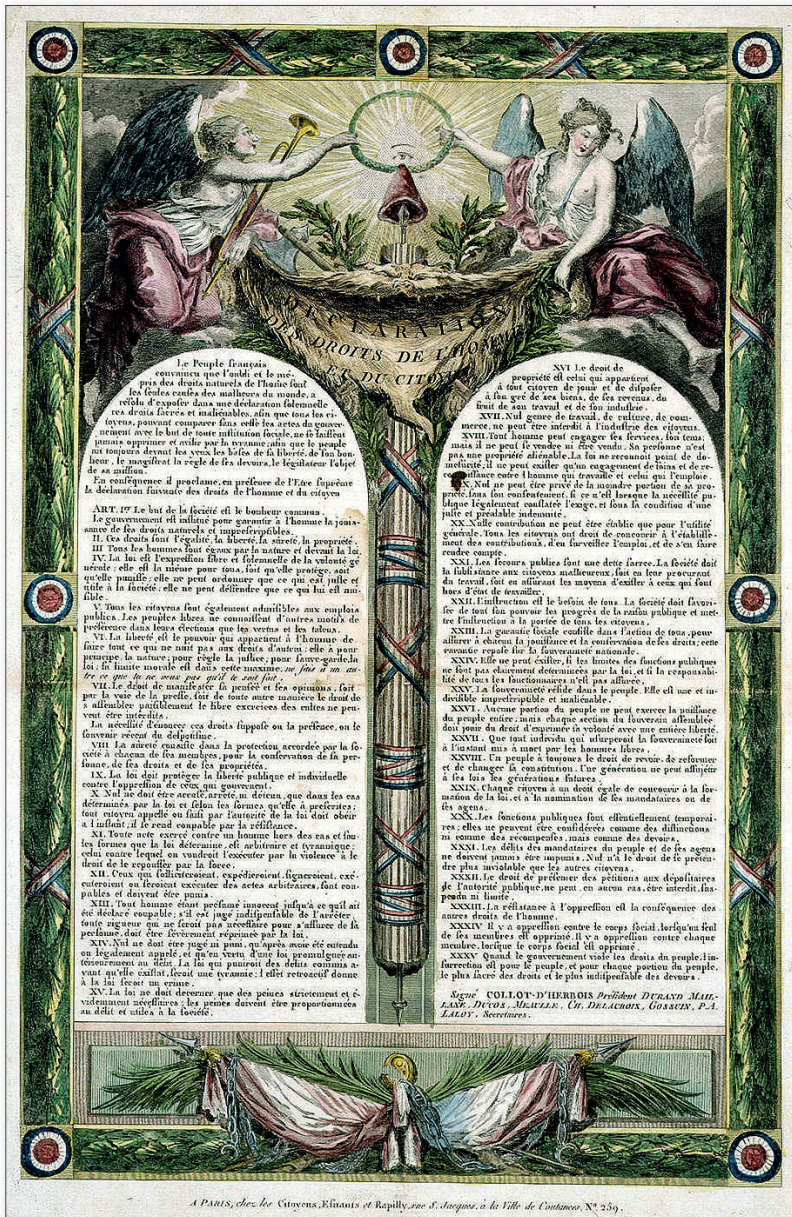 DECLARATION
DES DROITS DE L'HOMME
ET DU CITOYEN
Le Peuple français
convaincu que l'oubli et le mé-
pris des droits naturels de l'homme sont
les seules causes des malheurs du monde, a
résolu d'exposer dans une déclaration solemnelle
ces droits sacrés et inaliénables, afin que tous les ci-
toyens, pouvant comparer sans cesse les actes du gouver-
nement avec le but de toute institution sociale, ne se laissent
jamais opprimer et avilir par la tyrannie; afin que le peuple
ait toujours devant les yeux les bases de sa liberté, de son bon-
heur, le magistrat la règle de ses devoirs, le législateur l'objet
de sa mission.
En conséquence il proclame, en présence de l'Etre suprême
la déclaration suivante des droits de l'homme et du citoyen
ART. 1er Le but de la société est le bonheur commun.
Le gouvernement est institué pour garantir à l'homme la jouis-
sance de ses droits naturels et imprescriptibles.
II. Ces droits sont l'égalité, la liberté, la sûreté, la propriété.
III Tous les hommes sont égaux par la nature et devant la loi.
IV. La loi est l'expression libre et solemnelle de la volonté gé
nérale; elle est la même pour tous, soit qu'elle protège, soit
qu'elle punisse; elle ne peut ordonner que ce qui est juste et
utile à la société; elle ne peut défendre que ce qui lui est nui-
sible.
V. Tous les citoyens sont également admissibles aux emplois
publics. Les peuples libres ne connoissent d'autres motifs de
préférence dans leurs élections que les vertus et les talens.
VI. La liberté est le pouvoir qui appartient à l'homme de
faire tout ce qui ne nuit pas aux droits d'autrui; elle à pour
principe, la nature; pour règle la justice; pour sauve-garde, la
loi; sa limite morale est dans cette maxime, ne fais à un au-
tre ce que tu ne veux pas qu'il te soit fait.
VII. Le droit de manifester sa pensée et ses opinions, soit
par la voie de la presse, soit de toute autre manière le droit de
s'assembler paisiblement le libre exercices des cultes ne peu-
vent être interdits.
La nécessité d'énoncer ces droits suppose ou la présence, ou le
souvenir récent du despotisme.
VIII La sûreté consiste dans la protection accordée par la so-
ciété à chacun de ses membres, pour la conservation de sa per-
sonne, de ses droits et de ses propriétés.
IX. La loi doit protéger la liberté publique et individuelle
contre l'oppression de ceux qui gouvernent.
X. Nul ne doit être accusé, arrêté, ni détenu, que dans les cas
déterminés par la loi et selon les formes qu'elle à prescrites;
tout citoyen appellé ou saisi par l'autorité de la loi doit obéir
à l'instant; il se rend coupable par la résistance.
XI. Toute acte exercé contre un homme hors des cas et sans
les formes que la loi détermine, est arbitraire et tyrannique;
celui contre lequel on voudroit l'exécuter par la violence à le
droit de le repousser par la force.
XII. Ceux qui solliciteroient, expédieroient, signeroient, exé-
cuteroient ou feroient exécuter des actes arbitraires, sont cou-
pables et doivent être punis.
XIII. Tout homme étant présumé innocent jusqu'à ce qu'il ait
été déclaré coupable; s'il est jugé indispensable de l'arrêter,
toute rigueur qui ne seroit pas nécessaire pour s'assurer de sa
personne, doit être sévèrement réprimée par la loi.
XIV. Nul ne doit être jugé ni puni, qu'après avoir été entendu
ou légalement appelé, et qu'en vertu d'une loi promulguée an-
térieurement au délit. La loi qui puniroit des délits commis a-
vant qu'elle existât, seroit une tyrannie: l'effet rétroactif donné
à la loi seroit un crime.
XV. La loi ne doit décerner que des peines strictement et é-
videmment nécessaires; les peines doivent être proportionnées
au délit et utiles à la société.
XVI Le droit de
propriété est celui qui appartient
à tout citoyen de jouir et de disposer
à son gré de ses biens, de ses revenus, du
fruit de son travail et de son industrie.
XVII. Nul genre de travail, de culture, de com-
merce, ne peut être interdit à l'industrie des citoyens.
XVIII. Tout homme peut engager ses services, son tems;
mais il ne peut se vendre ni être vendu. Sa personne n'est
pas une propriété aliénable. La loi ne reconnoit point de do-
mesticité, il ne peut exister qu'un engagement de soins et de re-
connoissance entre l'homme qui travaille et celui qui l'emploie.
XIX. Nul ne peut être privé de la moindre portion de sa pro-
priété, sans son consentement, si ce n'est lorsque la nécessité pu-
blique légalement constatée l'exige, et sous la condition d'une
juste et préalable indemnité.
XX. Nulle contribution ne peut être établie que pour l'utilité
générale. Tous les citoyens ont droit de concourir à l'établisse-
ment des contributions, d'en surveiller l'emploi, et de s'en faire
rendre compte.
XXI. Les secours publics sont une dette sacrée. La société doit
la subsistance aux citoyens malheureux, soit en leur procurant
du travail, soit en assurant les moyens d'exister à ceux qui sont
hors d'état de travailler.
XXII. L'instruction est le besoin de tous. La société doit favori-
ser de tout son pouvoir les progrès de la raison publique et met-
tre l'instruction à la portée de tous les citoyens.
XXIII. La garantie sociale consiste dans l'action de tous, pour
assurer à chacun la jouissance et la conservation de ses droits; cette
garantie repose sur la souveraineté nationale.
XXIV. Elle ne peut exister, si les limites des fonctions publiques
ne sont pas clairement déterminées par la loi, et si la responsabi-
lité de tous les fonctionnaires n'est pas assurée.
XXV. La souveraineté réside dans le peuple. Elle est une et in-
divisible imprescriptible et inaliénable.
XXVI. Aucune portion du peuple ne peut exercer la puissance
du peuple entier; mais chaque section du souverain assemblée
doit jouir du droit d'exprimer sa volonté avec une entière liberté.
XXVII. Que tout individu qui usurperoit la souveraineté soit
à l'instant mis à mort par les hommes libres.
XXVIII. Un peuple à toujours le droit de revoir, de réformer
et de changer sa constitution. Une génération ne peut assujétir
à ses lois les générations futures.
XXIX. Chaque citoyen a un droit égale de concourir à la for-
mation de la loi, et a la nomination de ses mandataires ou de
ses agens.
XXX. Les fonctions publiques sont essentiellement temporai-
res; elles ne peuvent être considérées comme des distinctions
ni comme des récompenses, mais comme des devoirs.
XXXI. Les délits des mandataires du peuple et de ses agens
ne doivent jamais être impunis. Nul n'à le droit de se préten-
dre plus inviolable que les autres citoyens.
XXXII. Le droit de présenter des pétitions aux dépositaires
de l'autorité publique, ne peut, en aucun cas, être interdit, sus-
pendu ni limité.
XXXIII. La résistance à l'oppression est la conséquence des
autres droits de l'homme.
XXXIV Il y a oppression contre le corps social, lorsqu'un seul
de ses membres est opprimé. Il y a oppression contre chaque
membre, lorsque le corps social est opprimé.
XXXV Quand le gouvernement viole les droits du peuple, l'in-
surrection est pour le peuple, et pour chaque portion du peuple,
le plus sacré des droits et le plus indispensable des devoirs.
Signé COLLOT-D'HERBOIS Président DURAND MAIL-
LANE, DUCOS, MEAULLE, CH. DELACROIX, GOSSUIN, P.A.
LALOY, Secretaires.
A PARIS, chez les Citoyens, Esnauts et Rapilly, rue S. Jacques, à la Ville de Coutances, No. 259.